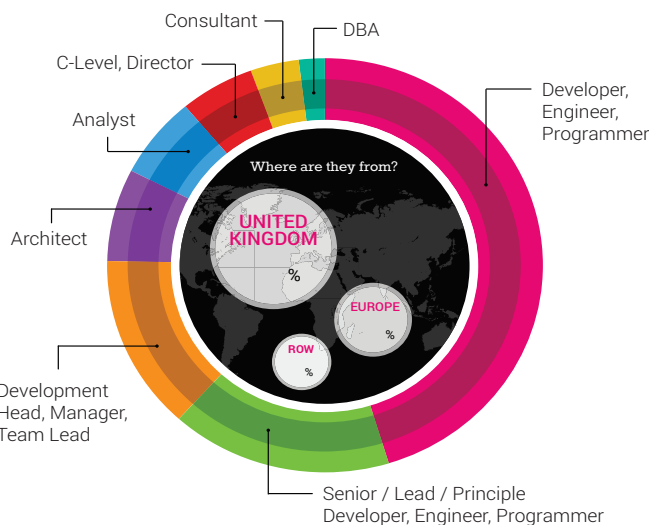 Consultant
DBA
C-Level, Director
Developer,
Engineer,
Programmer
Analyst
Where are they from?
UNITED
KINGDOM
%
Architect
EUROPE
%
ROW
%
Development
Head, Manager,
Team Lead
Senior / Lead / Principle
Developer, Engineer, Programmer